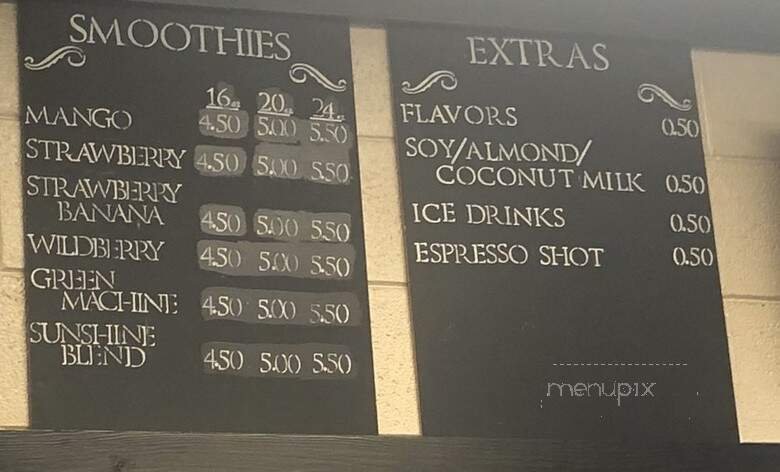 SMOOTHIES
16oz 20oz 24oz
MANGO 4.50 5.00 5.50
STRAWBERRY 4.50 5.00 5.50
STRAWBERRY
BANANA 4.50 5.00 5.50
WILDBERRY 4.50 5.00 5.50
GREEN
MACHINE 4.50 5.00 5.50
SUNSHINE
BLEND 4.50 5.00 5.50
EXTRAS
FLAVORS 0.50
SOY/ALMOND/
COCONUT MILK 0.50
ICE DRINKS 0.50
ESPRESSO SHOT 0.50
menupix